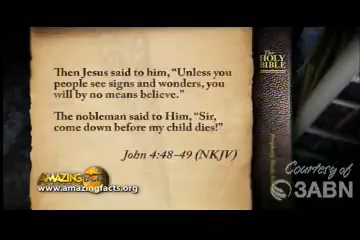 Then Jesus said to him, “Unless you
people see signs and wonders, you
will by no means believe.”
The nobleman said to Him, “Sir,
come down before my child dies!”
John 4:48-49 (NKJV)
The
HOLY
BIBLE
AMAZING FACTS
www.amazingfacts.org
Courtesy of
3ABN